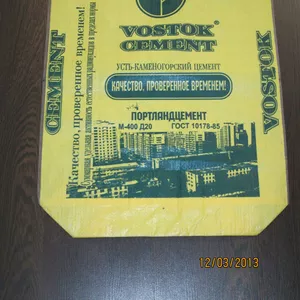 VOSTOK®
CEMENT
УСТЬ-КАМЕНОГОРСКИЙ ЦЕМЕНТ
КАЧЕСТВО, ПРОВЕРЕННОЕ ВРЕМЕНЕМ!
ПОРТЛАНДЦЕМЕНТ
М-400 Д20 ГОСТ 10178-85
CEMENT
Качество, проверенное временем!
VOSTOK
12/03/2013